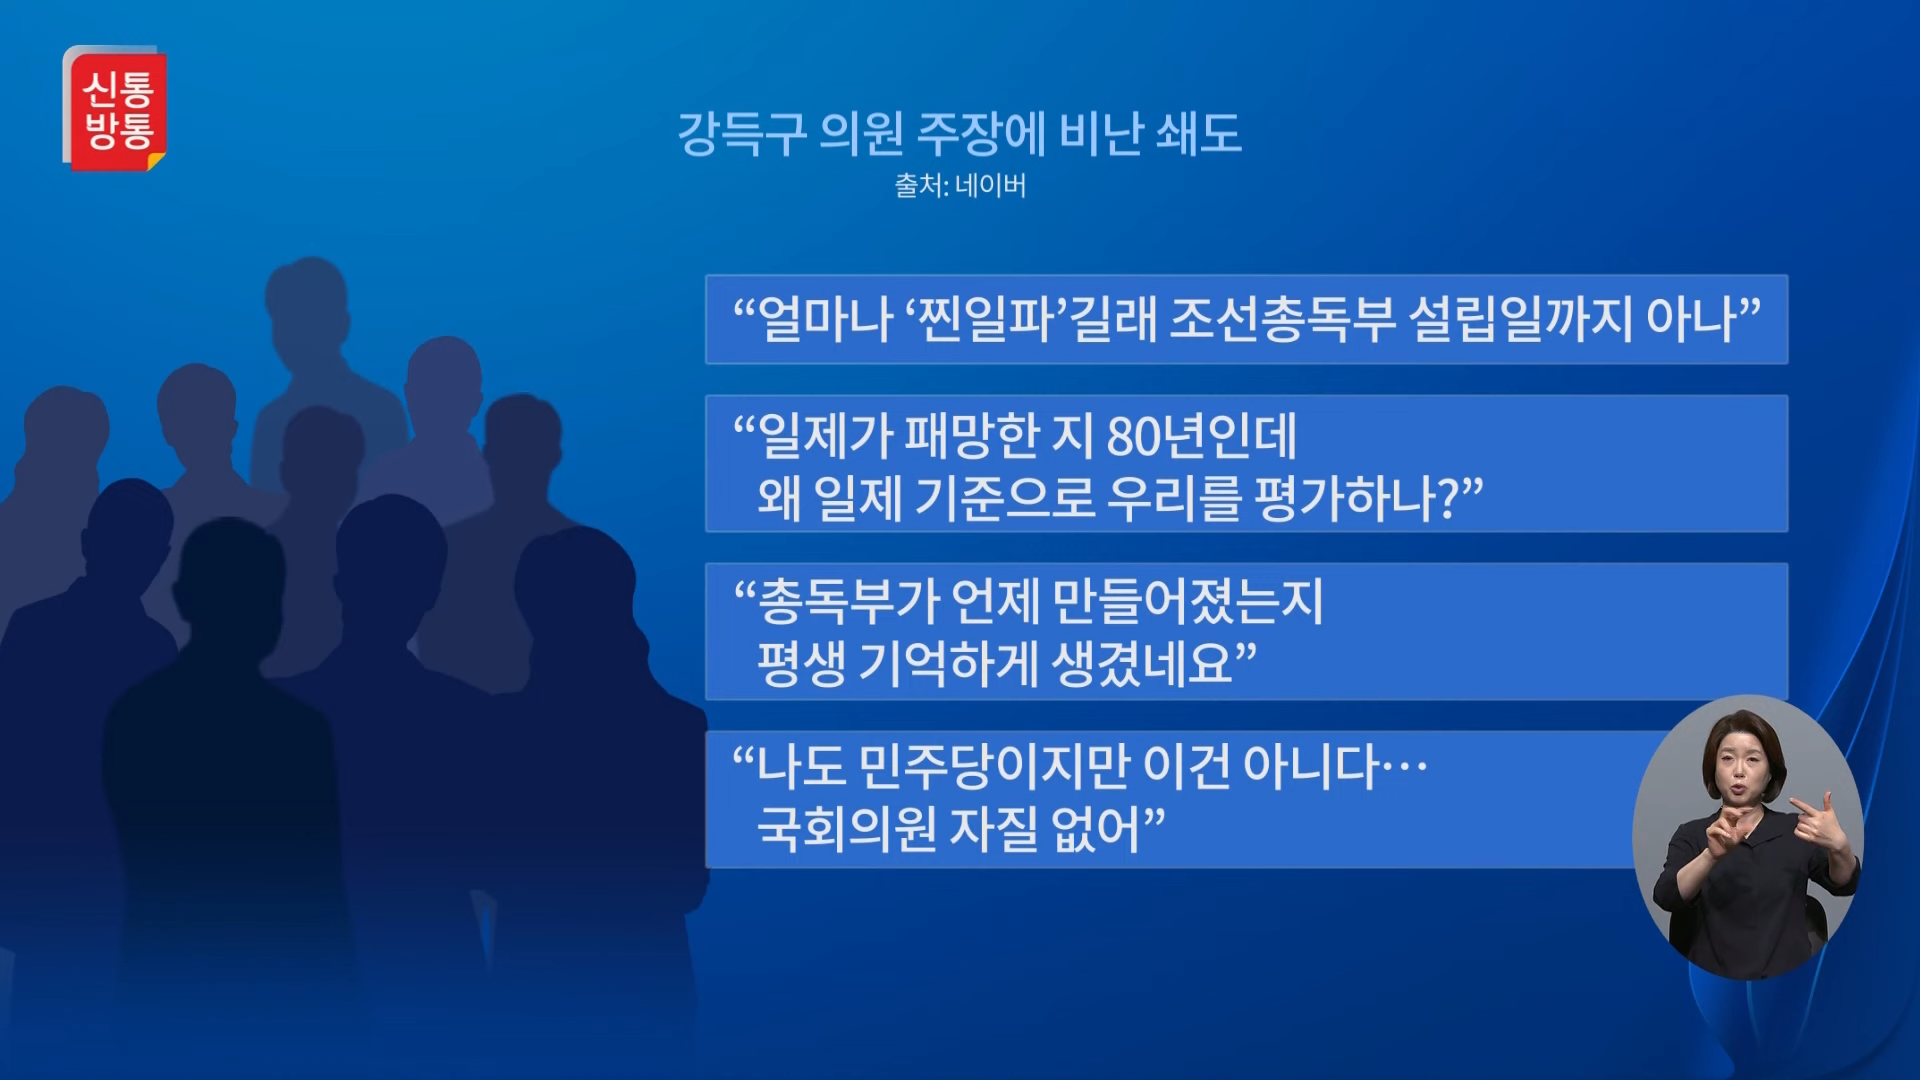 신통
방통
강득구 의원 주장에 비난 쇄도
출처: 네이버
“얼마나 ‘찐일파’길래 조선총독부 설립일까지 아나”
“일제가 패망한 지 80년인데
왜 일제 기준으로 우리를 평가하나?”
“총독부가 언제 만들어졌는지
평생 기억하게 생겼네요”
“나도 민주당이지만 이건 아니다…
국회의원 자질 없어”